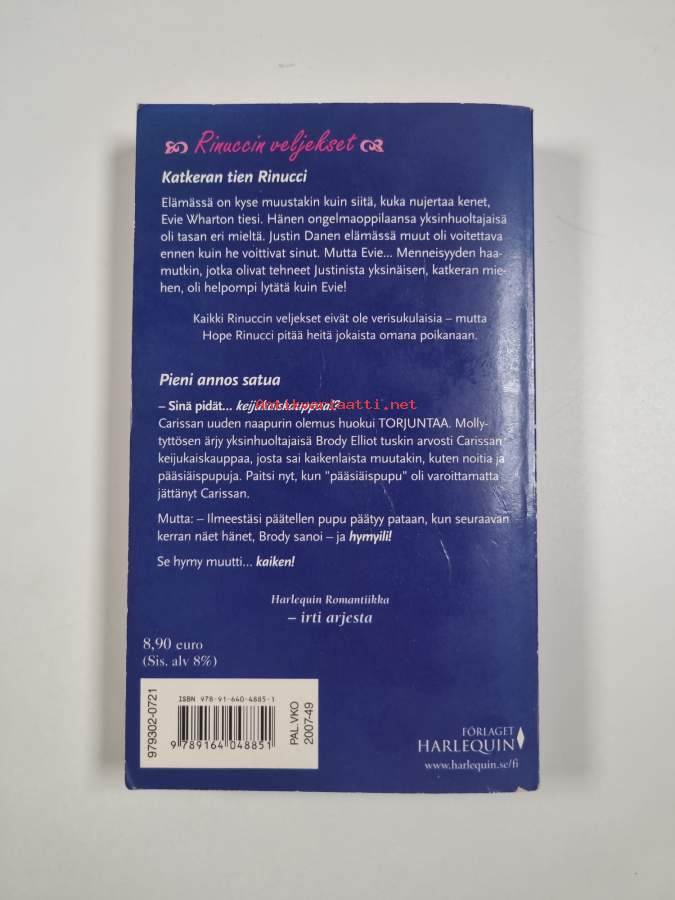 Rinuccin veljekset
Katkeran tien Rinucci
Elämässä on kyse muustakin kuin siitä, kuka nujertaa kenet,
Evie Wharton tiesi. Hänen ongelmaoppilaansa yksinhuoltajaisä
oli tasan eri mieltä. Justin Danen elämässä muut oli voitettava
ennen kuin he voittivat sinut. Mutta Evie... Menneisyyden haa-
mutkin, jotka olivat tehneet Justinista yksinäisen, katkeran mie-
hen, oli helpompi lytätä kuin Evie!
Kaikki Rinuccin veljekset eivät ole verisukulaisia – mutta
Hope Rinucci pitää heitä jokaista omana poikanaan.
Pieni annos satua
– Sinä pidät... keijukaiskauppaa!?
Antikvariaatti.net
Carissan uuden naapurin olemus huokui TORJUNTAA. Molly-
tyttösen ärjy yksinhuoltajaisä Brody Elliot tuskin arvosti Carissan
keijukaiskauppaa, josta sai kaikenlaista muutakin, kuten noitia ja
pääsiäispupuja. Paitsi nyt, kun "pääsiäispupu" oli varoittamatta
jättänyt Carissan.
Mutta: – Ilmeestäsi päätellen pupu päätyy pataan, kun seuraavan
kerran näet hänet, Brody sanoi – ja hymyili!
Se hymy muutti... kaiken!
Harlequin Romantiikka
– irti arjesta
8,90 euro
(Sis. alv 8%)
979302-0721
ISBN 978-91-640-4885-1
9 789164 048851
PAL.VKO
2007-49
FÖRLAGET
HARLEQUIN
www.harlequin.se/fi